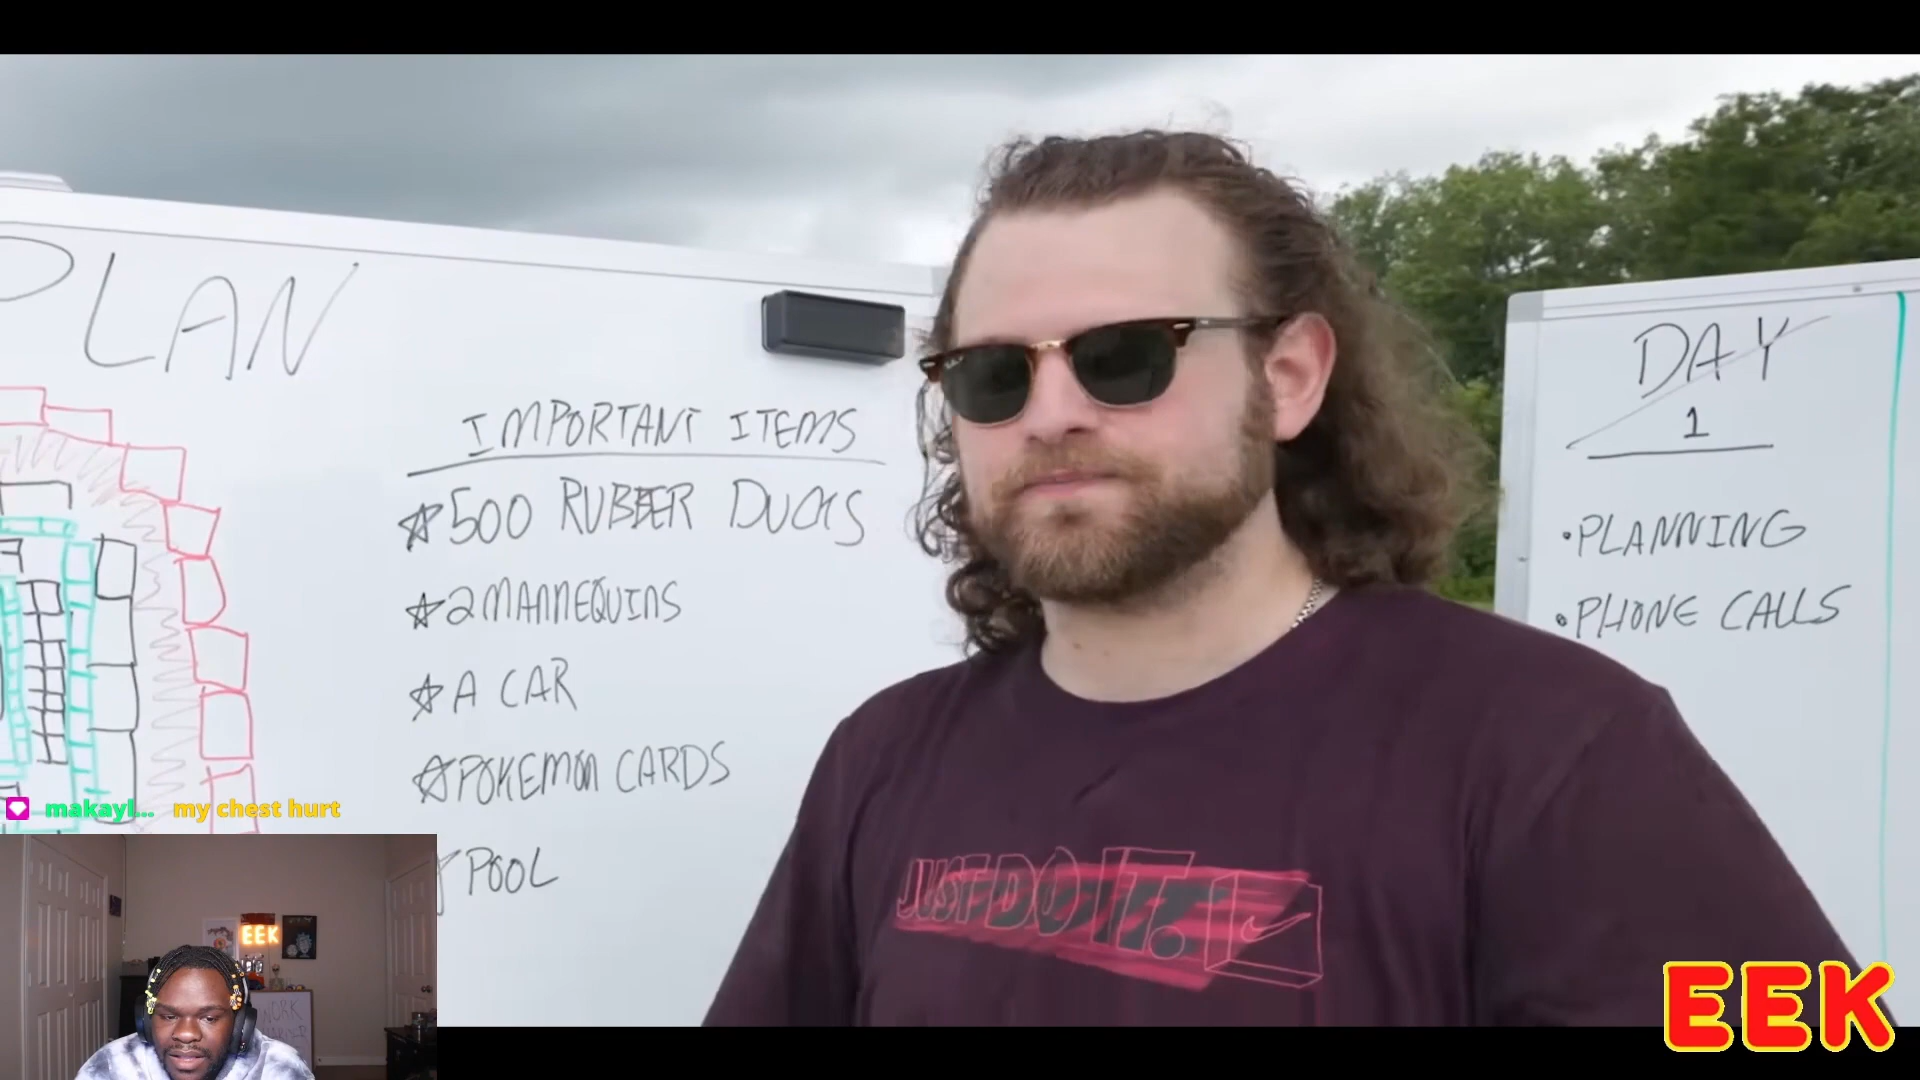 PLAN
IMPORTANT ITEMS
500 RUBBER DUCKS
2 MANNEQUINS
A CAR
POKEMON CARDS
POOL
DAY
1
PLANNING
PHONE CALLS
JUST DO IT.
makayl... my chest hurt
EEK
WORK
EEK